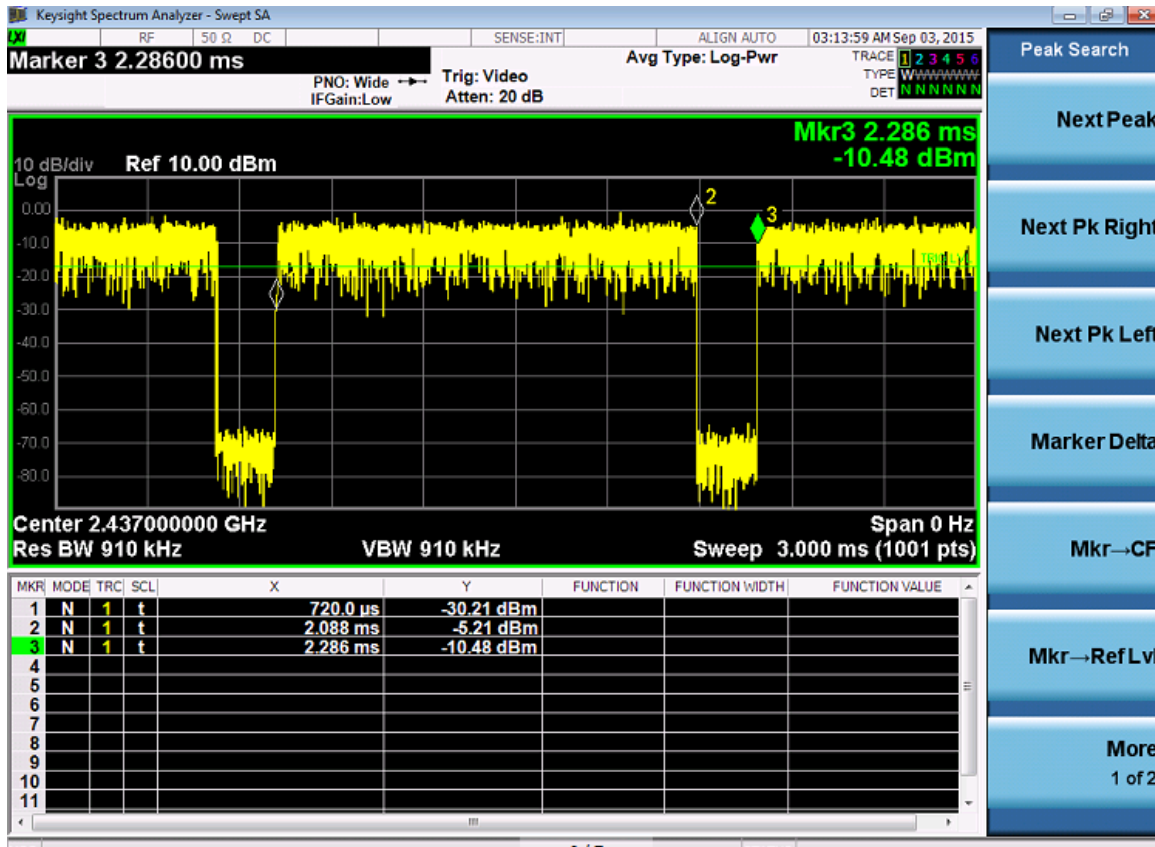 Keysight Spectrum Analyzer - Swept SA
LXI RF 50 Ω DC SENSE:INT ALIGN AUTO 03:13:59 AM Sep 03, 2015
Marker 3 2.28600 ms
PNO: Wide
IFGain:Low
Trig: Video
Atten: 20 dB
Avg Type: Log-Pwr
TRACE 1 2 3 4 5 6
TYPE WWWWWW
DET N N N N N N
Mkr3 2.286 ms
-10.48 dBm
10 dB/div Ref 10.00 dBm
Log
0.00
-10.0
-20.0
-30.0
-40.0
-50.0
-60.0
-70.0
-80.0
2
3
Center 2.437000000 GHz Span 0 Hz
Res BW 910 kHz VBW 910 kHz Sweep 3.000 ms (1001 pts)
MKR MODE TRC SCL X Y FUNCTION FUNCTION WIDTH FUNCTION VALUE
1 N 1 t 720.0 µs -30.21 dBm
2 N 1 t 2.088 ms -5.21 dBm
3 N 1 t 2.286 ms -10.48 dBm
4
5
6
7
8
9
10
11
Peak Search
Next Peak
Next Pk Right
Next Pk Left
Marker Delta
Mkr→CF
Mkr→Ref Lvl
More
1 of 2